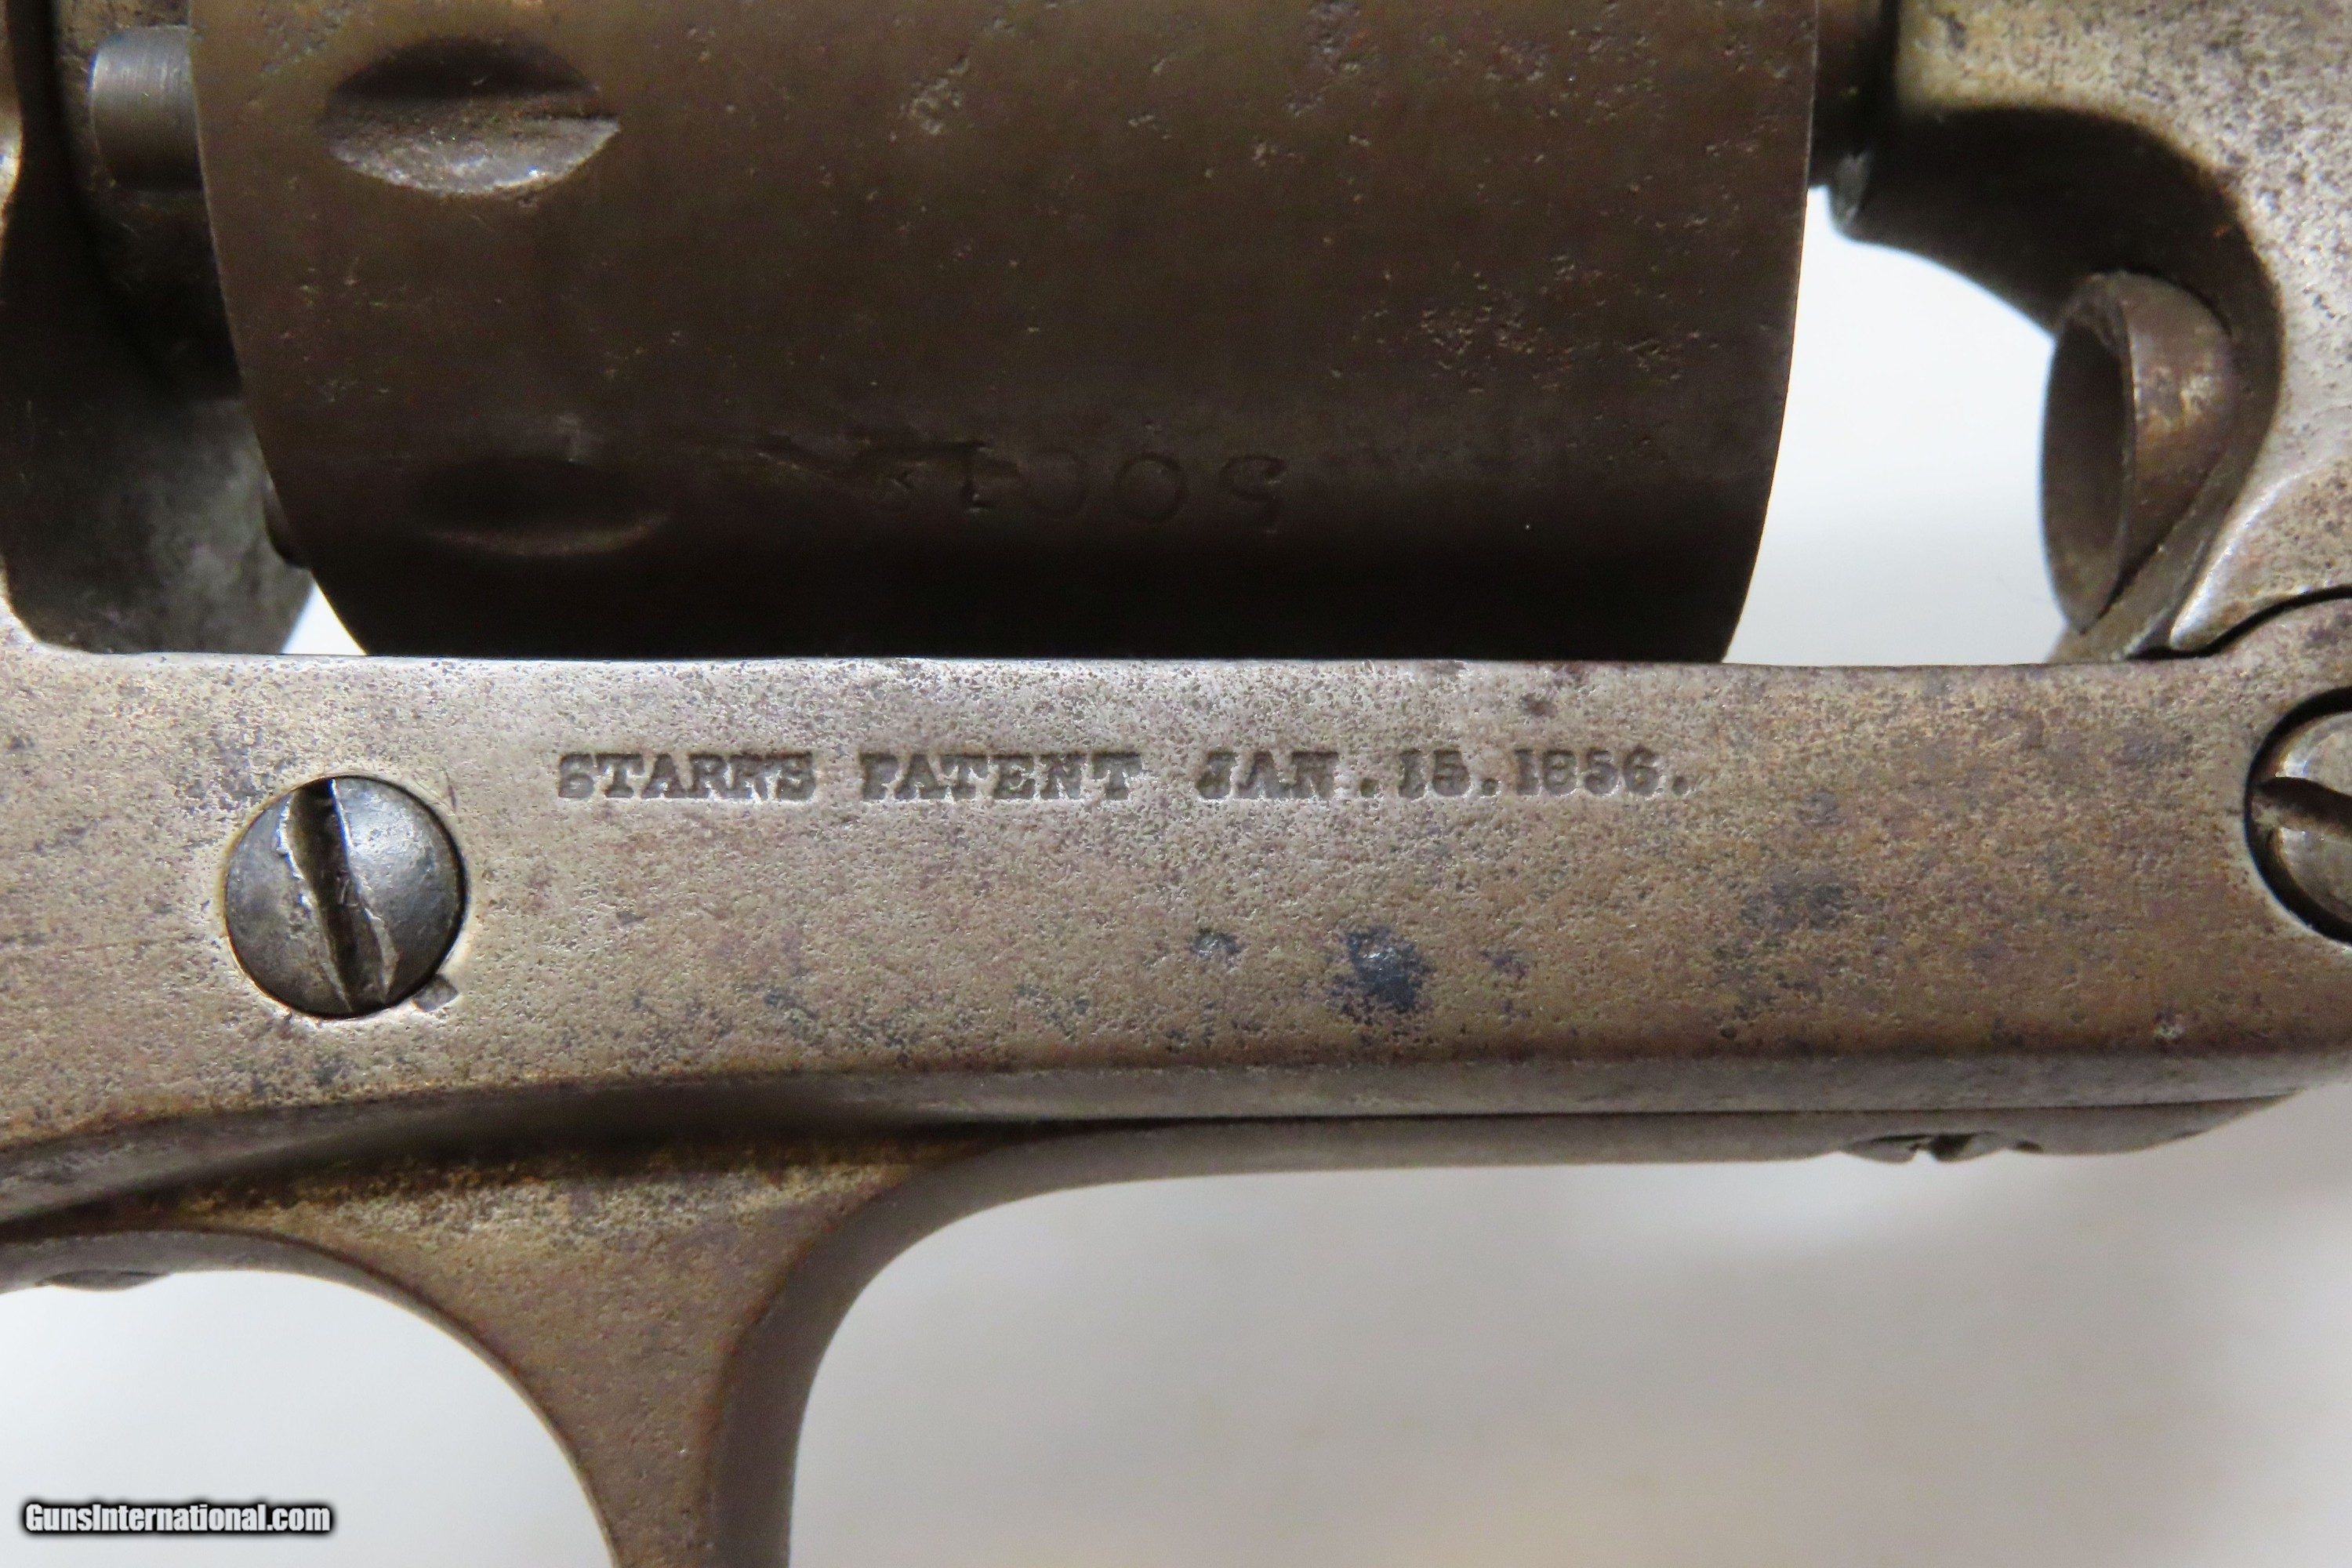 STARR'S PATENT JAN. 15. 1856.
GunsInternational.com